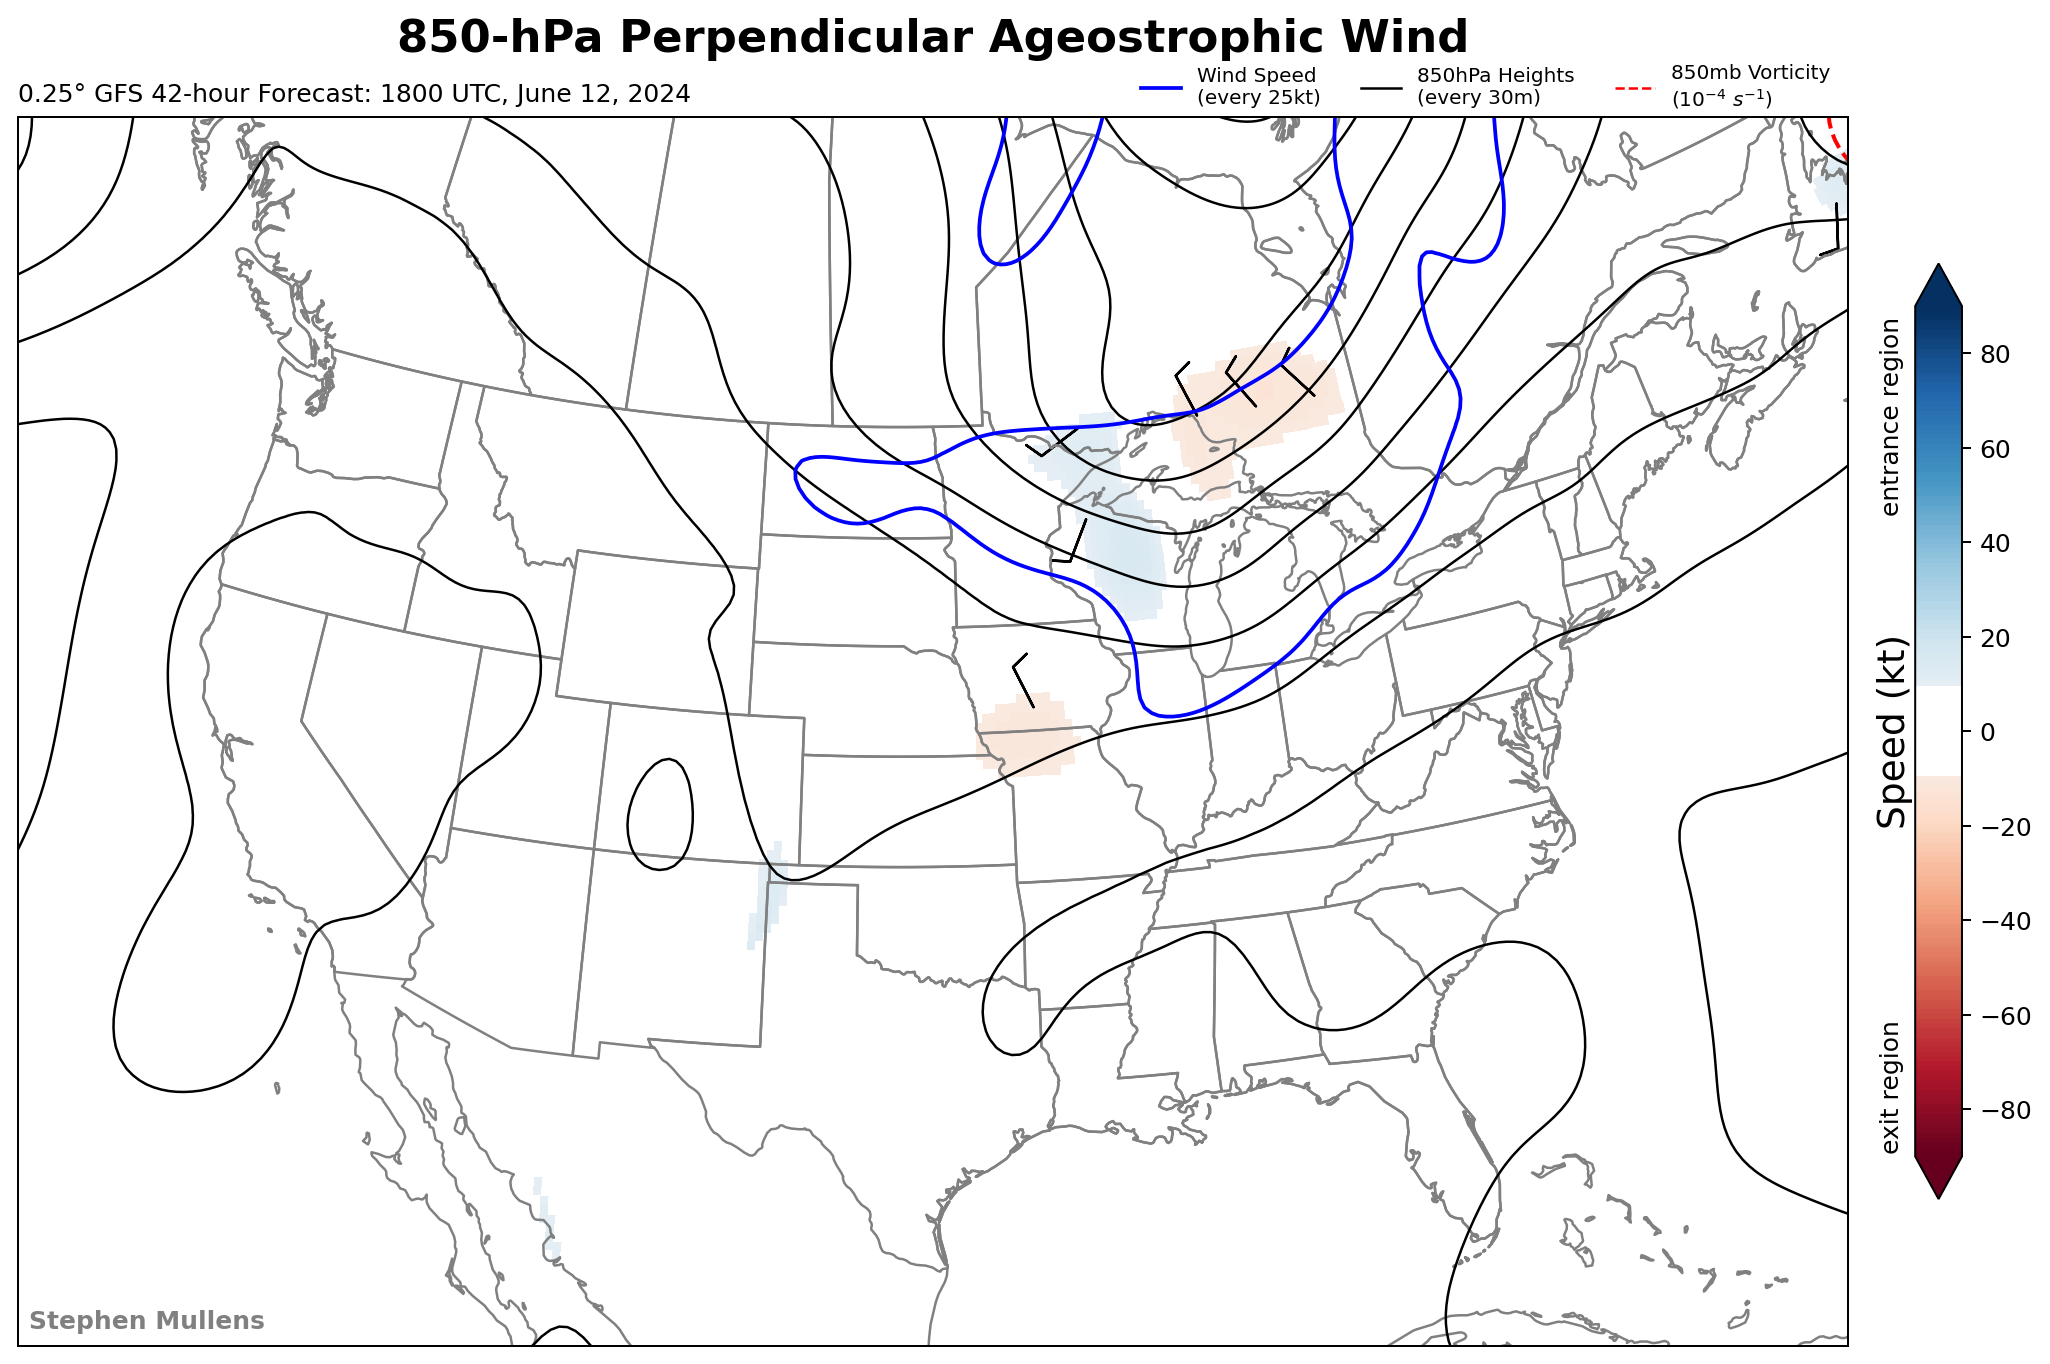 850-hPa Perpendicular Ageostrophic Wind
0.25° GFS 42-hour Forecast: 1800 UTC, June 12, 2024
Wind Speed
(every 25kt)
850hPa Heights
(every 30m)
850mb Vorticity
(10⁻⁴ s⁻¹)
entrance region
Speed (kt)
exit region
80
60
40
20
0
−20
−40
−60
−80
Stephen Mullens